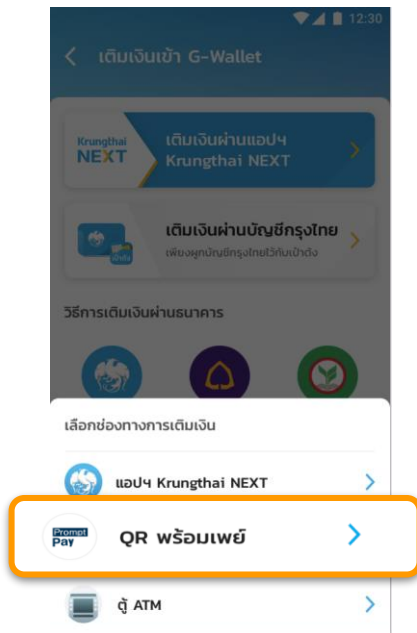 12:30
เติมเงินเข้า G-Wallet
Krungthai
NEXT
เติมเงินผ่านแอปฯ
Krungthai NEXT
เป๋าตัง
เติมเงินผ่านบัญชีกรุงไทย
เพียงผูกบัญชีกรุงไทยไว้กับเป๋าตัง
วิธีการเติมเงินผ่านธนาคาร
เลือกช่องทางการเติมเงิน
แอปฯ Krungthai NEXT
Prompt
Pay
QR พร้อมเพย์
ตู้ ATM